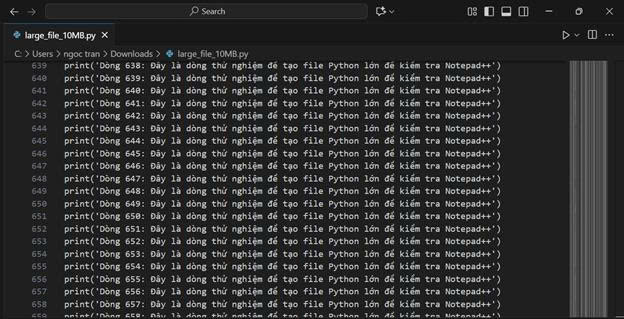 Search
large_file_10MB.py
C: > Users > ngoc tran > Downloads > large_file_10MB.py
639 print('Dòng 638: Đây là dòng thử nghiệm để tạo file Python lớn để kiểm tra Notepad++')
640 print('Dòng 639: Đây là dòng thử nghiệm để tạo file Python lớn để kiểm tra Notepad++')
641 print('Dòng 640: Đây là dòng thử nghiệm để tạo file Python lớn để kiểm tra Notepad++')
642 print('Dòng 641: Đây là dòng thử nghiệm để tạo file Python lớn để kiểm tra Notepad++')
643 print('Dòng 642: Đây là dòng thử nghiệm để tạo file Python lớn để kiểm tra Notepad++')
644 print('Dòng 643: Đây là dòng thử nghiệm để tạo file Python lớn để kiểm tra Notepad++')
645 print('Dòng 644: Đây là dòng thử nghiệm để tạo file Python lớn để kiểm tra Notepad++')
646 print('Dòng 645: Đây là dòng thử nghiệm để tạo file Python lớn để kiểm tra Notepad++')
647 print('Dòng 646: Đây là dòng thử nghiệm để tạo file Python lớn để kiểm tra Notepad++')
648 print('Dòng 647: Đây là dòng thử nghiệm để tạo file Python lớn để kiểm tra Notepad++')
649 print('Dòng 648: Đây là dòng thử nghiệm để tạo file Python lớn để kiểm tra Notepad++')
650 print('Dòng 649: Đây là dòng thử nghiệm để tạo file Python lớn để kiểm tra Notepad++')
651 print('Dòng 650: Đây là dòng thử nghiệm để tạo file Python lớn để kiểm tra Notepad++')
652 print('Dòng 651: Đây là dòng thử nghiệm để tạo file Python lớn để kiểm tra Notepad++')
653 print('Dòng 652: Đây là dòng thử nghiệm để tạo file Python lớn để kiểm tra Notepad++')
654 print('Dòng 653: Đây là dòng thử nghiệm để tạo file Python lớn để kiểm tra Notepad++')
655 print('Dòng 654: Đây là dòng thử nghiệm để tạo file Python lớn để kiểm tra Notepad++')
656 print('Dòng 655: Đây là dòng thử nghiệm để tạo file Python lớn để kiểm tra Notepad++')
657 print('Dòng 656: Đây là dòng thử nghiệm để tạo file Python lớn để kiểm tra Notepad++')
658 print('Dòng 657: Đây là dòng thử nghiệm để tạo file Python lớn để kiểm tra Notepad++')
659 print('Dòng 658: Đây là dòng thử nghiệm để tạo file Python lớn để kiểm tra Notepad++')